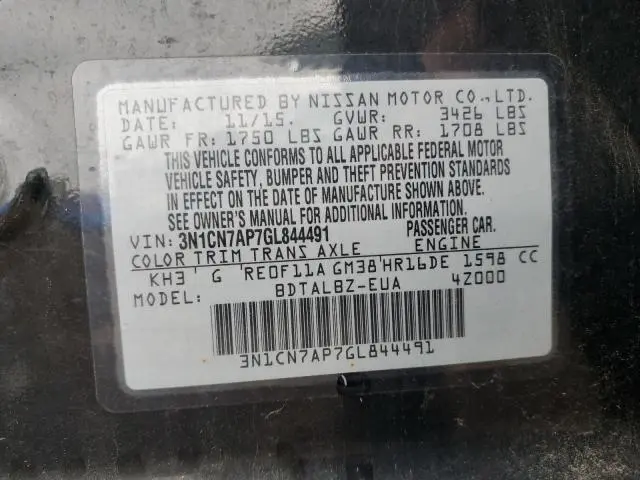 MANUFACTURED BY NISSAN MOTOR CO.,LTD.
DATE: 11/15. GVWR: 3426 LBS
GAWR FR: 1750 LBS GAWR RR: 1708 LBS
THIS VEHICLE CONFORMS TO ALL APPLICABLE FEDERAL MOTOR
VEHICLE SAFETY, BUMPER AND THEFT PREVENTION STANDARDS
IN EFFECT ON THE DATE OF MANUFACTURE SHOWN ABOVE.
SEE OWNER'S MANUAL FOR ADDITIONAL INFORMATION.
VIN: 3N1CN7AP7GL844491 PASSENGER CAR.
COLOR TRIM TRANS AXLE ENGINE
KH3 G RE0F11A GM38 HR16DE 1598 CC
MODEL: BDTALBZ-EUA 4Z000
3N1CN7AP7GL844491